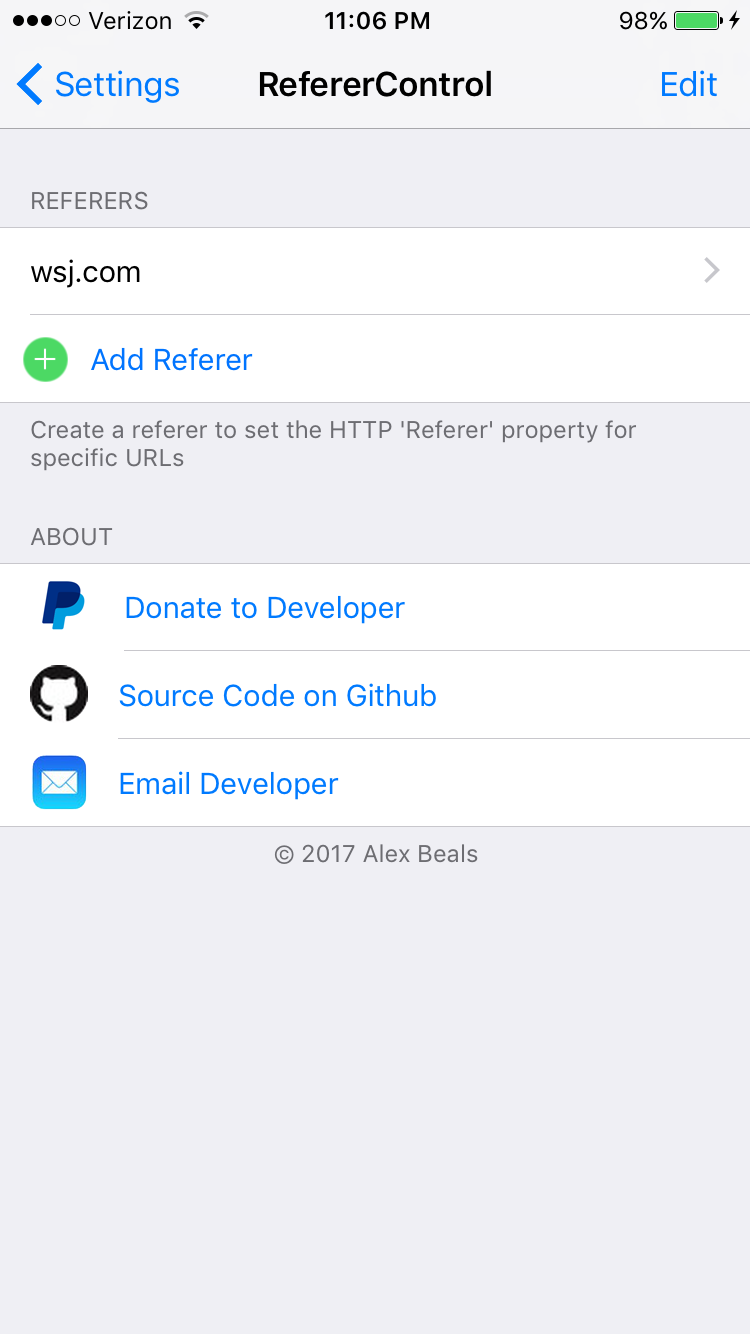 Verizon 11:06 PM 98%
Settings RefererControl Edit
REFERERS
wsj.com
Add Referer
Create a referer to set the HTTP 'Referer' property for
specific URLs
ABOUT
Donate to Developer
Source Code on Github
Email Developer
© 2017 Alex Beals